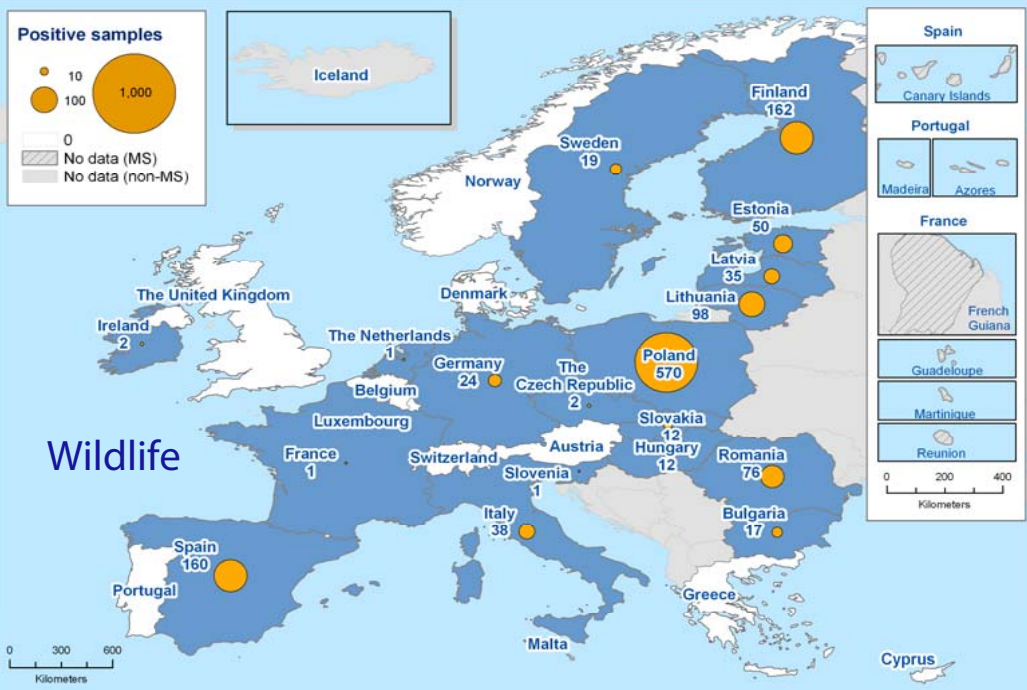 Positive samples
10
100
1,000
0
No data (MS)
No data (non-MS)
Iceland
Spain
Canary Islands
Portugal
Madeira
Azores
France
French
Guiana
Guadeloupe
Martinique
Reunion
0 200 400
Kilometers
Finland
162
Sweden
19
Norway
Estonia
50
Latvia
35
Lithuania
98
Denmark
The United Kingdom
Ireland
2
The Netherlands
1
Germany
24
Belgium
Luxembourg
The
Czech Republic
2
Poland
570
Slovakia
12
Hungary
12
Austria
Switzerland
Slovenia
1
France
1
Wildlife
Romania
76
Bulgaria
17
Italy
38
Spain
160
Portugal
Greece
Malta
Cyprus
0 300 600
Kilometers